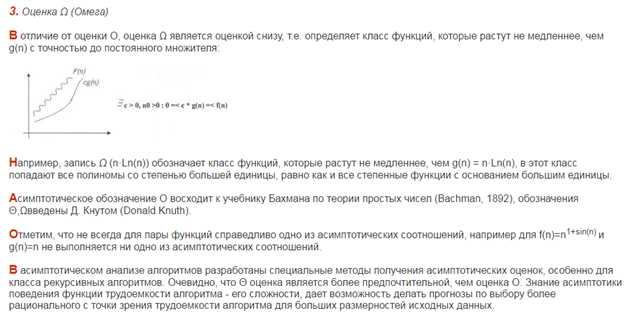 3. Оценка Ω (Омега)
В отличие от оценки О, оценка Ω является оценкой снизу, т.е. определяет класс функций, которые растут не медленнее, чем
g(n) с точностью до постоянного множителя:
F(n)
cg(n)
∃ c > 0, n0 >0 : 0 =< c * g(n) =< f(n)
Например, запись Ω (n·Ln(n)) обозначает класс функций, которые растут не медленнее, чем g(n) = n·Ln(n), в этот класс
попадают все полиномы со степенью большей единицы, равно как и все степенные функции с основанием большим единицы.
Асимптотическое обозначение О восходит к учебнику Бахмана по теории простых чисел (Bachman, 1892), обозначения
Θ,Ωвведены Д. Кнутом (Donald Knuth).
Отметим, что не всегда для пары функций справедливо одно из асимптотических соотношений, например для f(n)=n^1+sin(n) и
g(n)=n не выполняется ни одно из асимптотических соотношений.
В асимптотическом анализе алгоритмов разработаны специальные методы получения асимптотических оценок, особенно для
класса рекурсивных алгоритмов. Очевидно, что Θ оценка является более предпочтительной, чем оценка О. Знание асимптотики
поведения функции трудоемкости алгоритма - его сложности, дает возможность делать прогнозы по выбору более
рационального с точки зрения трудоемкости алгоритма для больших размерностей исходных данных.